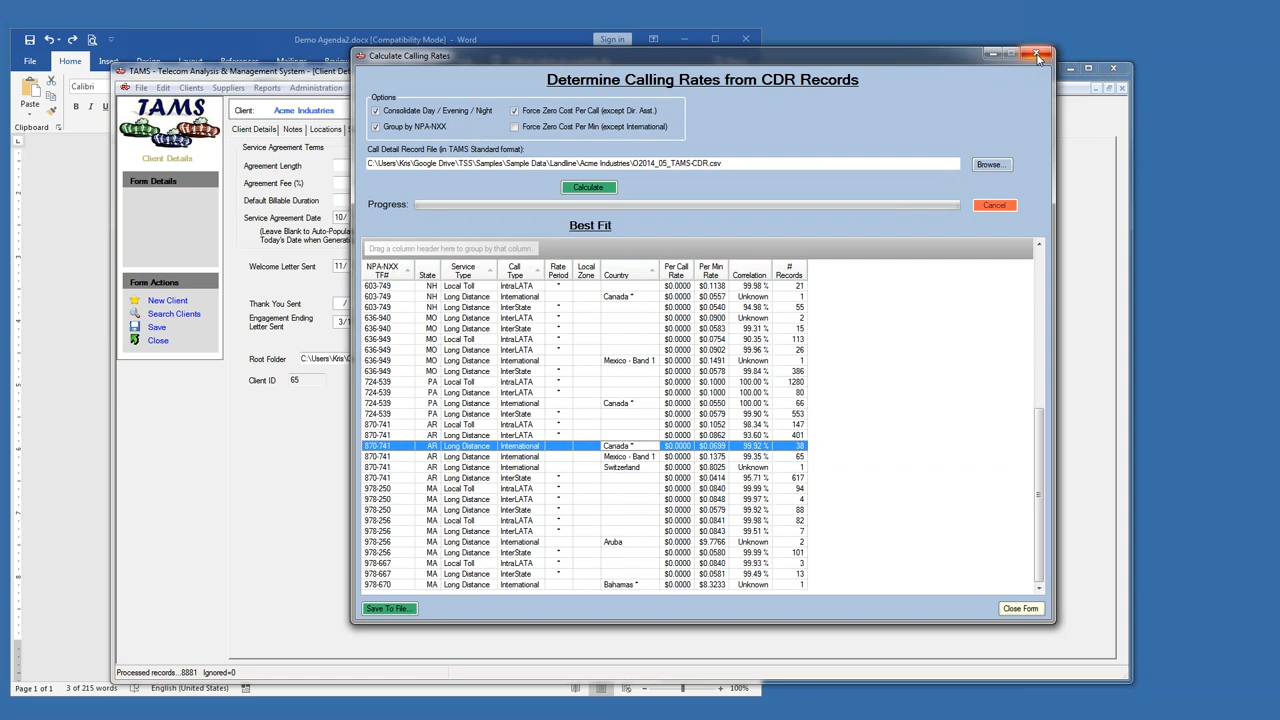 Demo Agenda2.docx [Compatibility Mode] - Word
Sign in
File Home Insert Design Layout References
Calibri
Paste
B I U
Clipboard
TAMS - Telecom Analysis & Management System - [Client De
File Edit Clients Suppliers Reports Administration
TAMS
Client Details
Form Details
Form Actions
New Client
Search Clients
Save
Close
Client: Acme Industries
Client Details Notes Locations
Service Agreement Terms
Agreement Length
Agreement Fee (%)
Default Billable Duration
Service Agreement Date 10/
(Leave Blank to Auto-Popula
Today's Date when Generati
Welcome Letter Sent 11/
Thank You Sent /
Engagement Ending
Letter Sent 3/1
Root Folder C:\Users\Kris\G
Client ID 65
Calculate Calling Rates
Determine Calling Rates from CDR Records
Options
Consolidate Day / Evening / Night Force Zero Cost Per Call (except Dir. Asst.)
Group by NPA-NXX Force Zero Cost Per Min (except International)
Call Detail Record File (in TAMS Standard format):
C:\Users\Kris\Google Drive\TSS\Samples\Sample Data\Landline\Acme Industries\O2014_05_TAMS-CDR.csv Browse...
Calculate
Progress: Cancel
Best Fit
Drag a column header here to group by that column.
NPA-NXX TF# State Service Type Call Type Rate Period Local Zone Country Per Call Rate Per Min Rate Correlation # Records
603-749 NH Local Toll IntraLATA * $0.0000 $0.1138 99.98 % 21
603-749 NH Long Distance International Canada * $0.0000 $0.0557 Unknown 1
603-749 NH Long Distance InterState * $0.0000 $0.0540 94.98 % 55
636-940 MO Long Distance InterLATA * $0.0000 $0.0900 Unknown 2
636-940 MO Long Distance InterState * $0.0000 $0.0583 99.31 % 15
636-949 MO Local Toll IntraLATA * $0.0000 $0.0754 90.35 % 113
636-949 MO Long Distance InterLATA * $0.0000 $0.0902 99.96 % 26
636-949 MO Long Distance International Mexico - Band 1 $0.0000 $0.1491 Unknown 1
636-949 MO Long Distance InterState * $0.0000 $0.0578 99.84 % 386
724-539 PA Local Toll IntraLATA * $0.0000 $0.1000 100.00 % 1280
724-539 PA Long Distance InterLATA * $0.0000 $0.1000 100.00 % 80
724-539 PA Long Distance International Canada * $0.0000 $0.0550 100.00 % 66
724-539 PA Long Distance InterState * $0.0000 $0.0579 99.90 % 553
870-741 AR Local Toll IntraLATA * $0.0000 $0.1052 98.34 % 147
870-741 AR Long Distance InterLATA * $0.0000 $0.0862 93.60 % 401
870-741 AR Long Distance International Canada * $0.0000 $0.0699 99.92 % 38
870-741 AR Long Distance International Mexico - Band 1 $0.0000 $0.1375 99.35 % 65
870-741 AR Long Distance International Switzerland $0.0000 $0.8025 Unknown 1
870-741 AR Long Distance InterState * $0.0000 $0.0414 95.71 % 617
978-250 MA Local Toll IntraLATA * $0.0000 $0.0840 99.99 % 94
978-250 MA Long Distance InterLATA * $0.0000 $0.0848 99.97 % 4
978-250 MA Long Distance InterState * $0.0000 $0.0579 99.92 % 88
978-256 MA Local Toll IntraLATA * $0.0000 $0.0841 99.98 % 82
978-256 MA Long Distance InterLATA * $0.0000 $0.0843 99.51 % 7
978-256 MA Long Distance International Aruba $0.0000 $9.7766 Unknown 2
978-256 MA Long Distance InterState * $0.0000 $0.0580 99.99 % 101
978-667 MA Local Toll IntraLATA * $0.0000 $0.0840 99.93 % 3
978-667 MA Long Distance InterState * $0.0000 $0.0581 99.49 % 13
978-670 MA Long Distance International Bahamas * $0.0000 $8.3233 Unknown 1
Save To File... Close Form
Processed records...8881 Ignored=0
Page 1 of 1 3 of 215 words English (United States) 100%